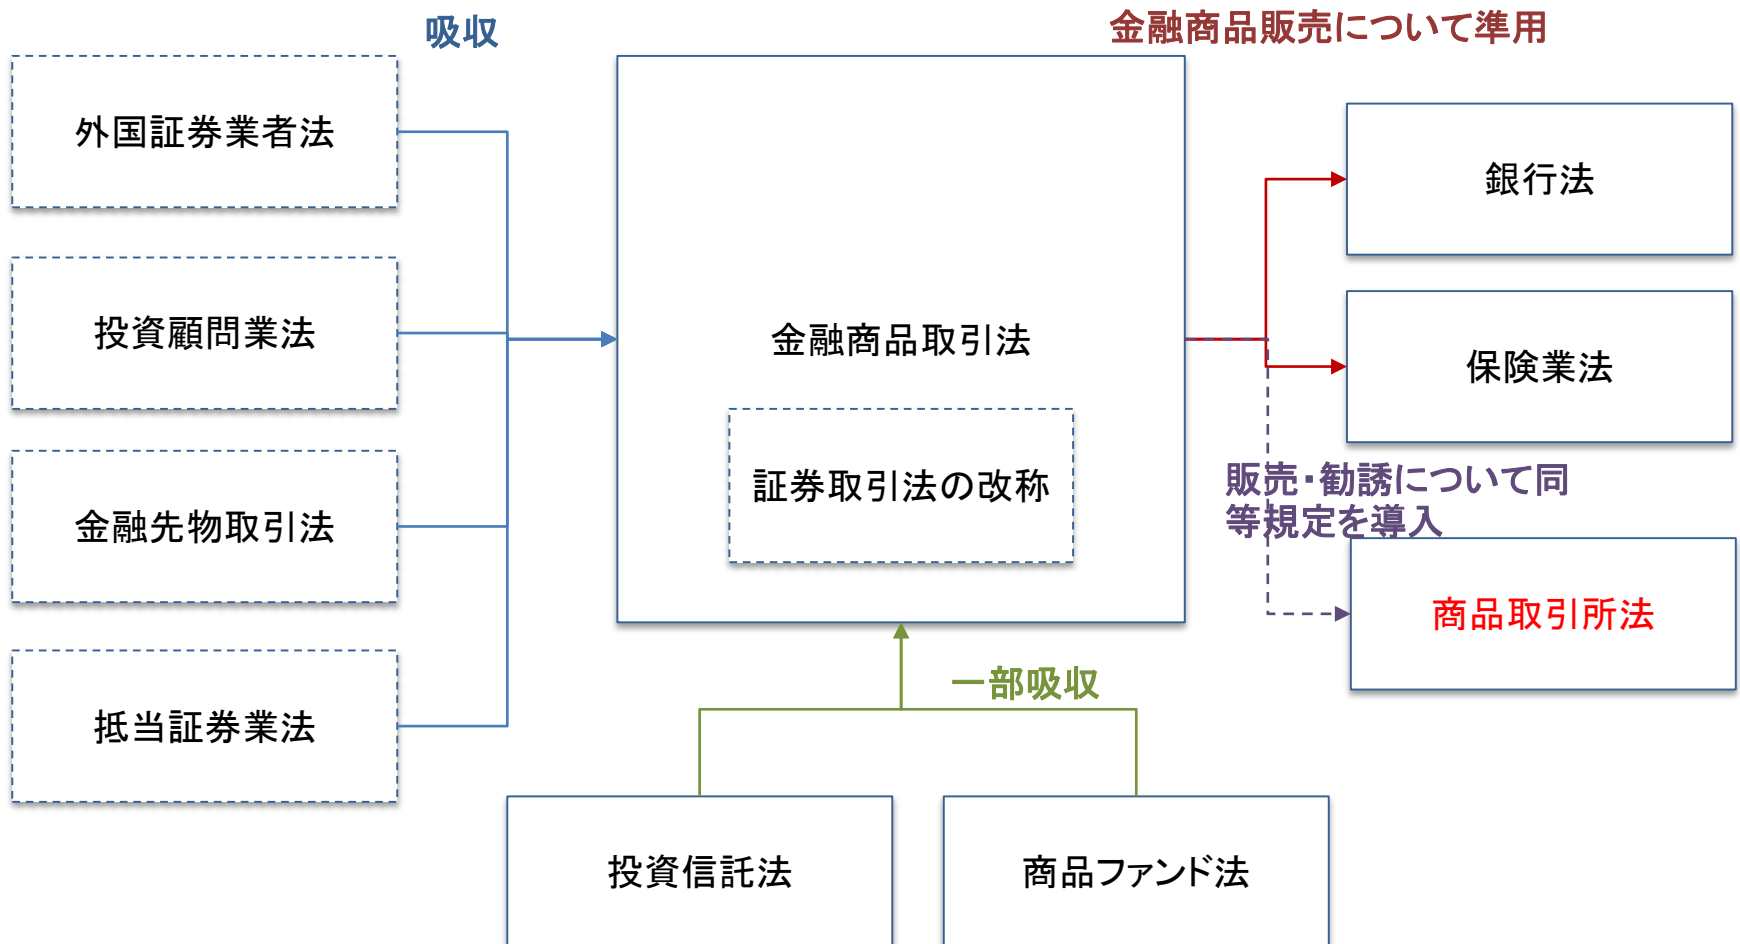 吸収
金融商品販売について準用
外国証券業者法
投資顧問業法
金融先物取引法
抵当証券業法
金融商品取引法
証券取引法の改称
銀行法
保険業法
販売・勧誘について同
等規定を導入
商品取引所法
一部吸収
投資信託法
商品ファンド法